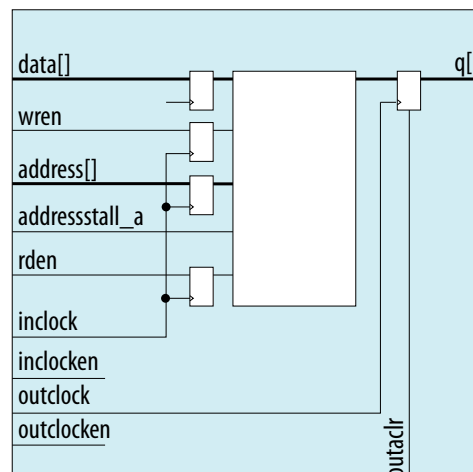 data[]
q[
wren
address[]
addressstall_a
rden
inclock
inclocken
outclock
outclocken
outaclr